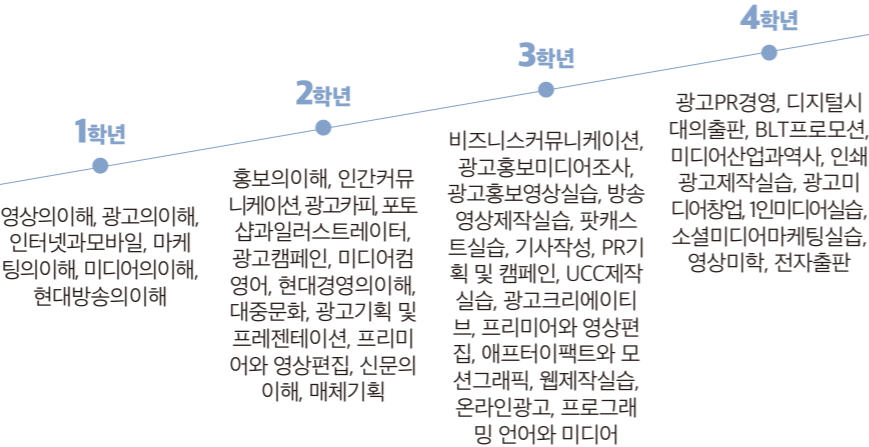 1학년
영상의이해, 광고의이해,
인터넷과모바일, 마케
팅의이해, 미디어의이해,
현대방송의이해
2학년
홍보의이해, 인간커뮤
니케이션, 광고카피, 포토
샵과일러스트레이터,
광고캠페인, 미디어컴
영어, 현대경영의이해,
대중문화, 광고기획 및
프레젠테이션, 프리미
어와 영상편집, 신문의
이해, 매체기획
3학년
비즈니스커뮤니케이션,
광고홍보미디어조사,
광고홍보영상실습, 방송
영상제작실습, 팟캐스
트실습, 기사작성, PR기
획 및 캠페인, UCC제작
실습, 광고크리에이티
브, 프리미어와 영상편
집, 애프터이팩트와 모
션그래픽, 웹제작실습,
온라인광고, 프로그래
밍 언어와 미디어
4학년
광고PR경영, 디지털시
대의출판, BLT프로모션,
미디어산업과역사, 인쇄
광고제작실습, 광고미
디어창업, 1인미디어실습,
소셜미디어마케팅실습,
영상미학, 전자출판